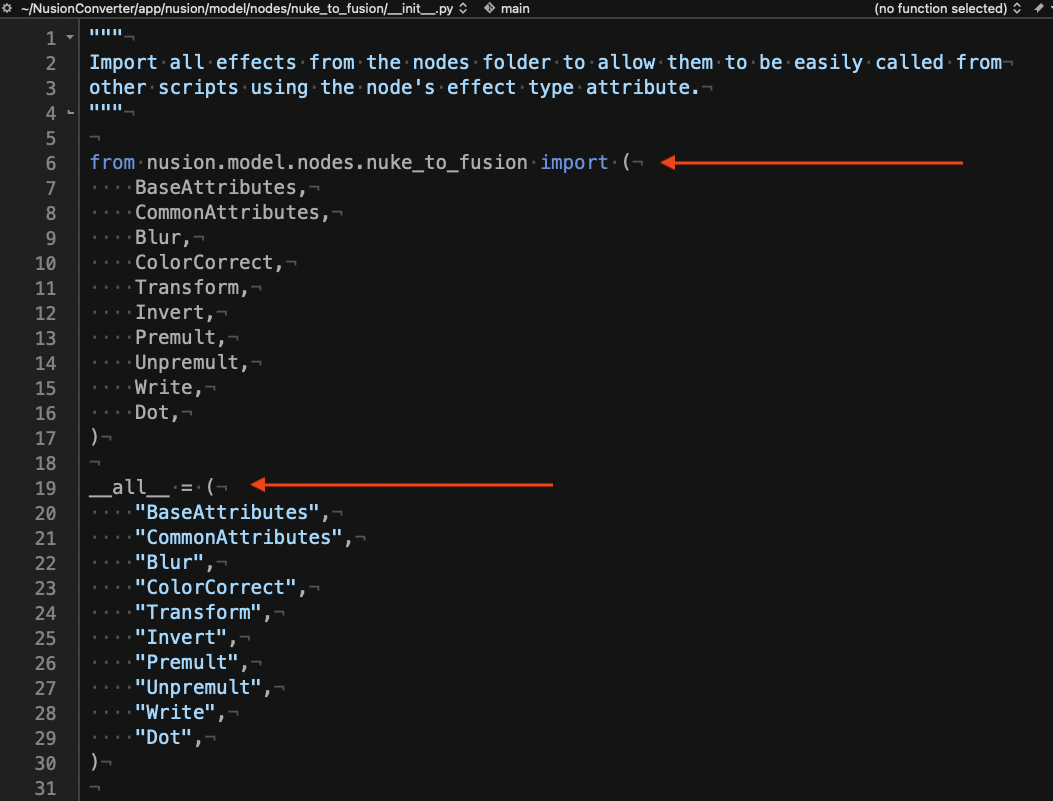 ~/NusionConverter/app/nusion/model/nodes/nuke_to_fusion/__init__.py main (no function selected)
1 """
2 Import all effects from the nodes folder to allow them to be easily called from
3 other scripts using the node's effect type attribute.
4 """
5
6 from nusion.model.nodes.nuke_to_fusion import (
7 BaseAttributes,
8 CommonAttributes,
9 Blur,
10 ColorCorrect,
11 Transform,
12 Invert,
13 Premult,
14 Unpremult,
15 Write,
16 Dot,
17 )
18
19 __all__ = (
20 "BaseAttributes",
21 "CommonAttributes",
22 "Blur",
23 "ColorCorrect",
24 "Transform",
25 "Invert",
26 "Premult",
27 "Unpremult",
28 "Write",
29 "Dot",
30 )
31